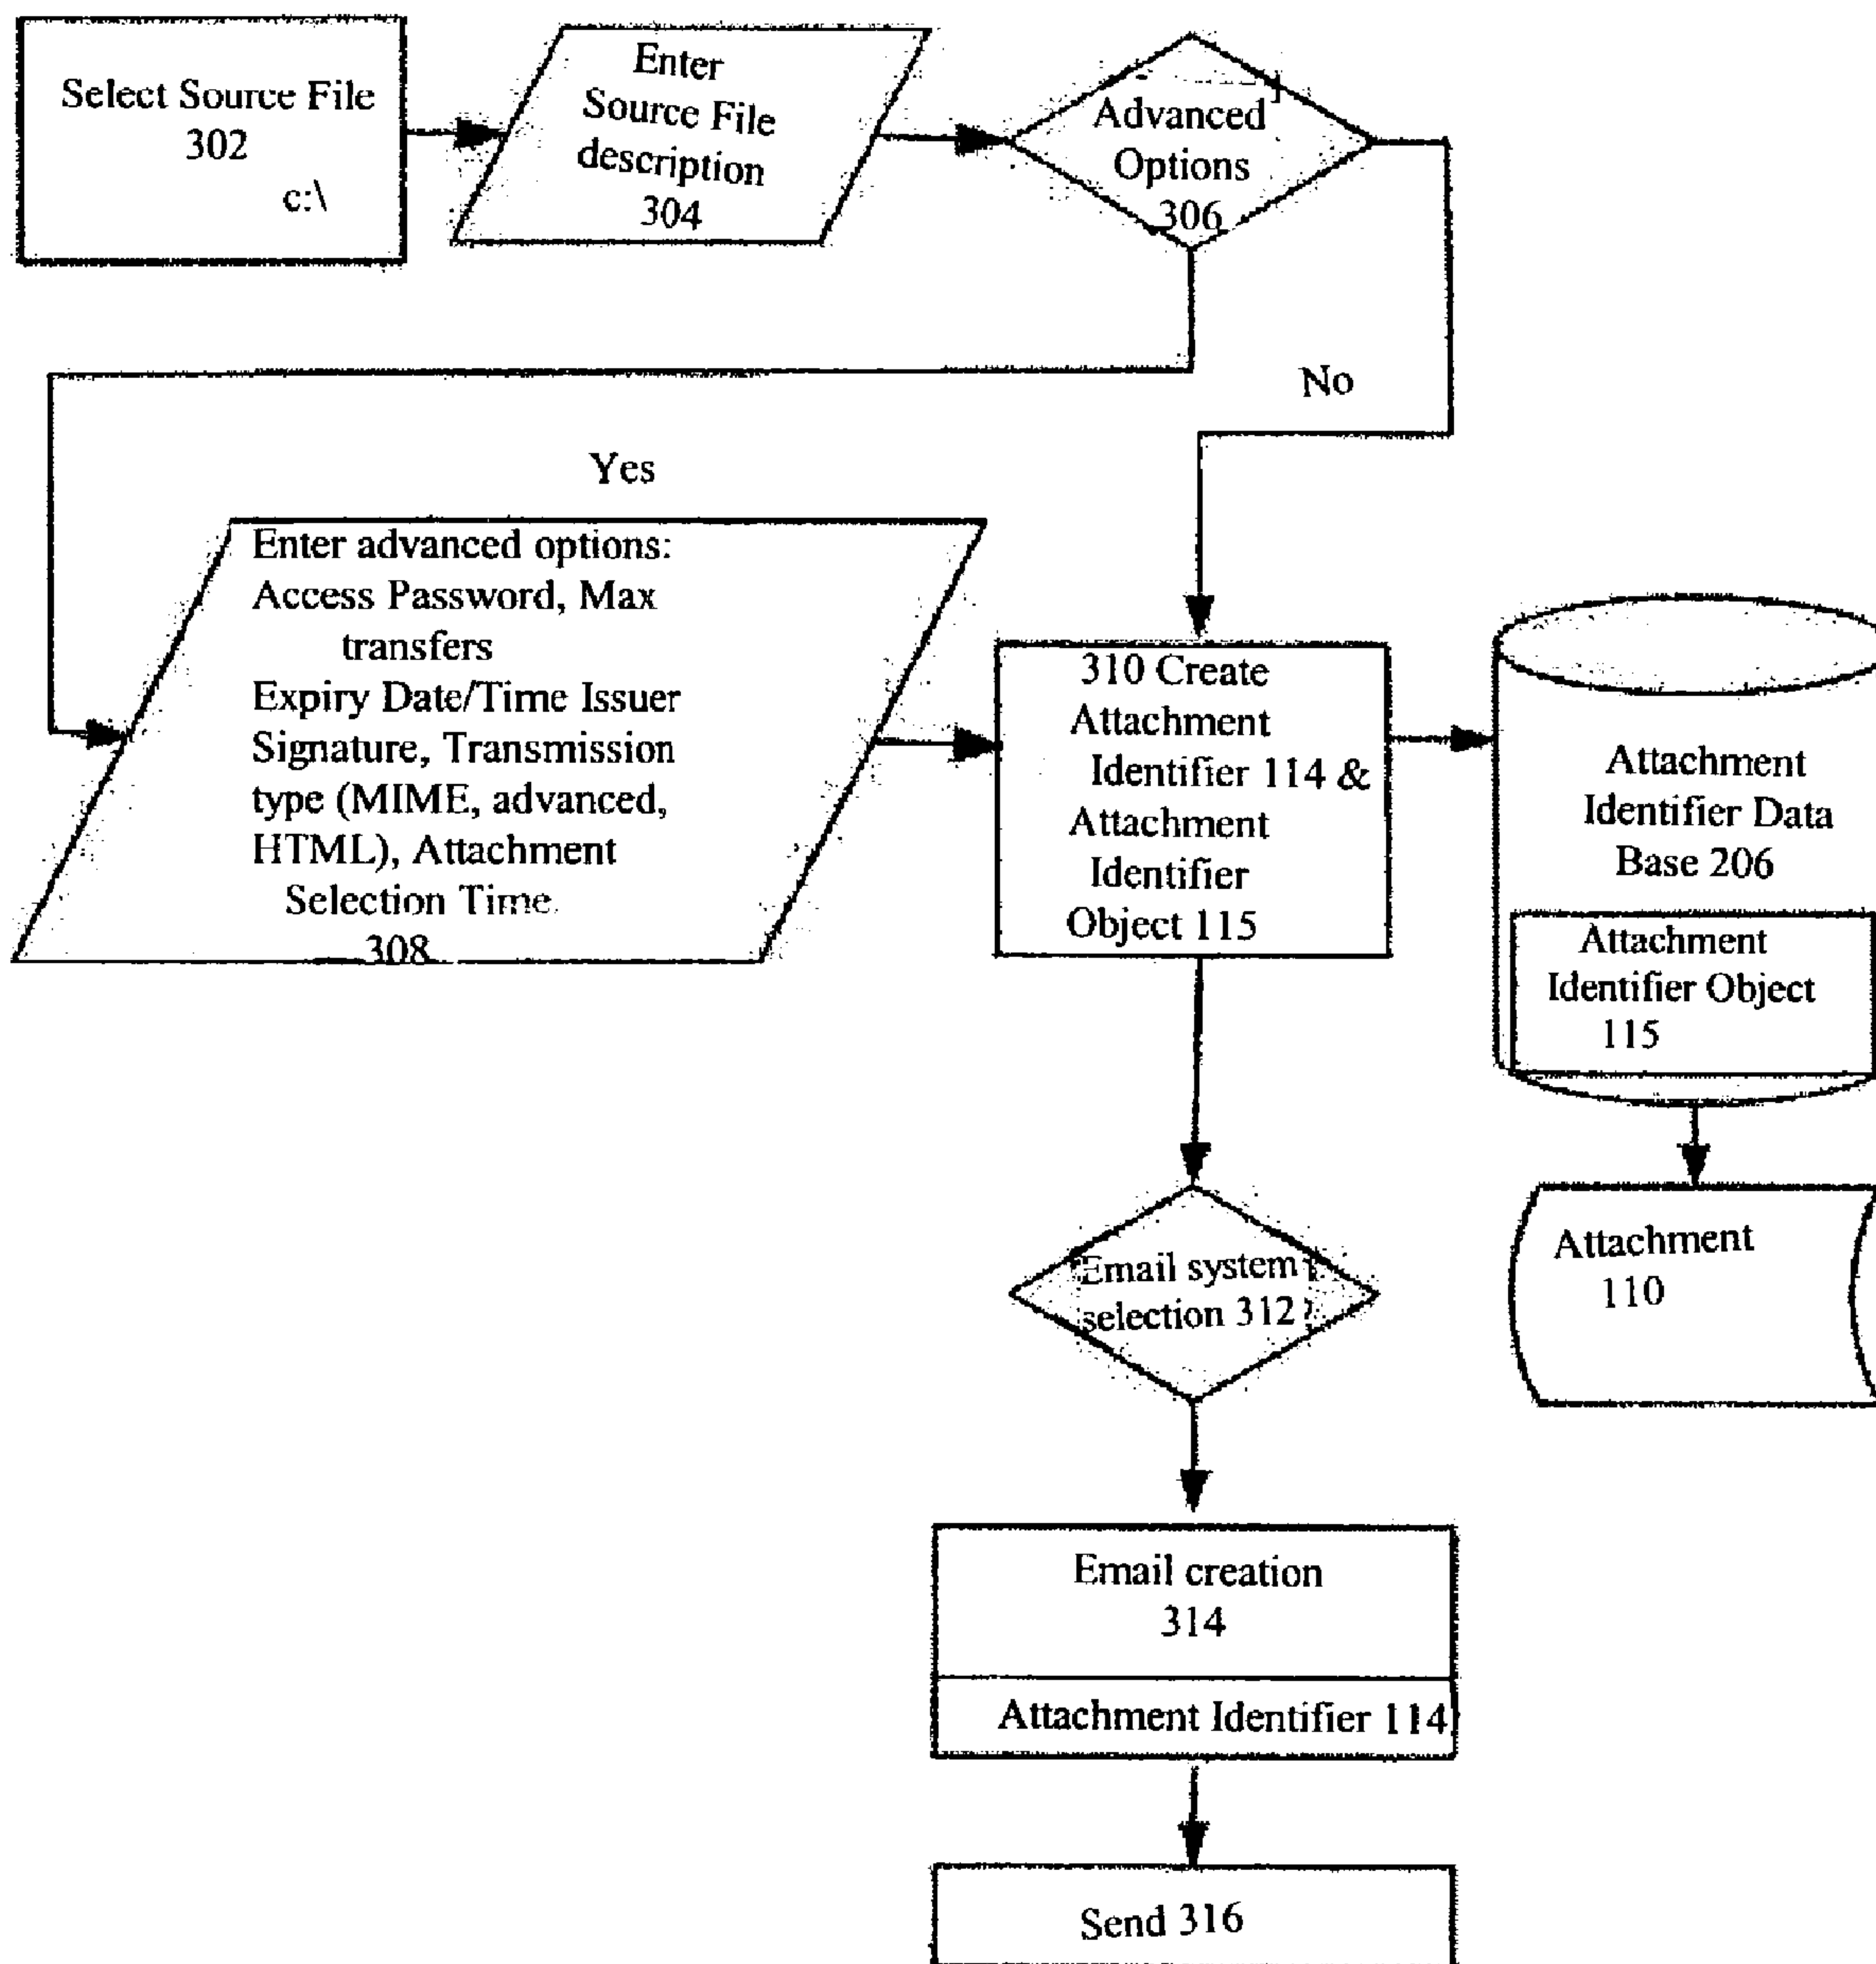 Select Source File
302
c:\
Enter
Source File
description
304
Advanced
Options
306
No
Yes
Enter advanced options:
Access Password, Max
transfers
Expiry Date/Time Issuer
Signature, Transmission
type (MIME, advanced,
HTML), Attachment
Selection Time.
308
310 Create
Attachment
Identifier 114 &
Attachment
Identifier
Object 115
Attachment
Identifier Data
Base 206
Attachment
Identifier Object
115
Attachment
110
Email system
selection 312
Email creation
314
Attachment Identifier 114
Send 316